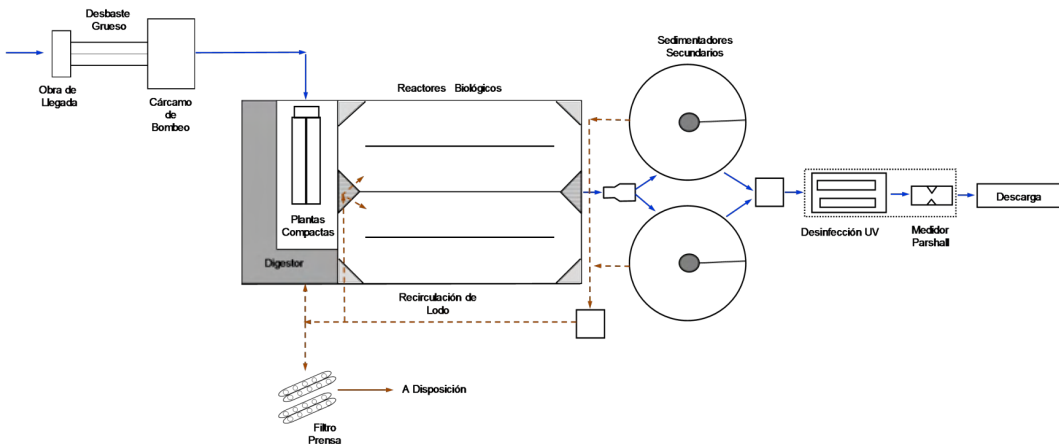 Desbaste
Grueso
Obra de
Llegada
Cárcamo
de
Bombeo
Reactores Biológicos
Plantas
Compactas
Digestor
Recirculación de
Lodo
Sedimentadores
Secundarios
Desinfección UV
Medidor
Parshall
Descarga
A Disposición
Filtro
Prensa